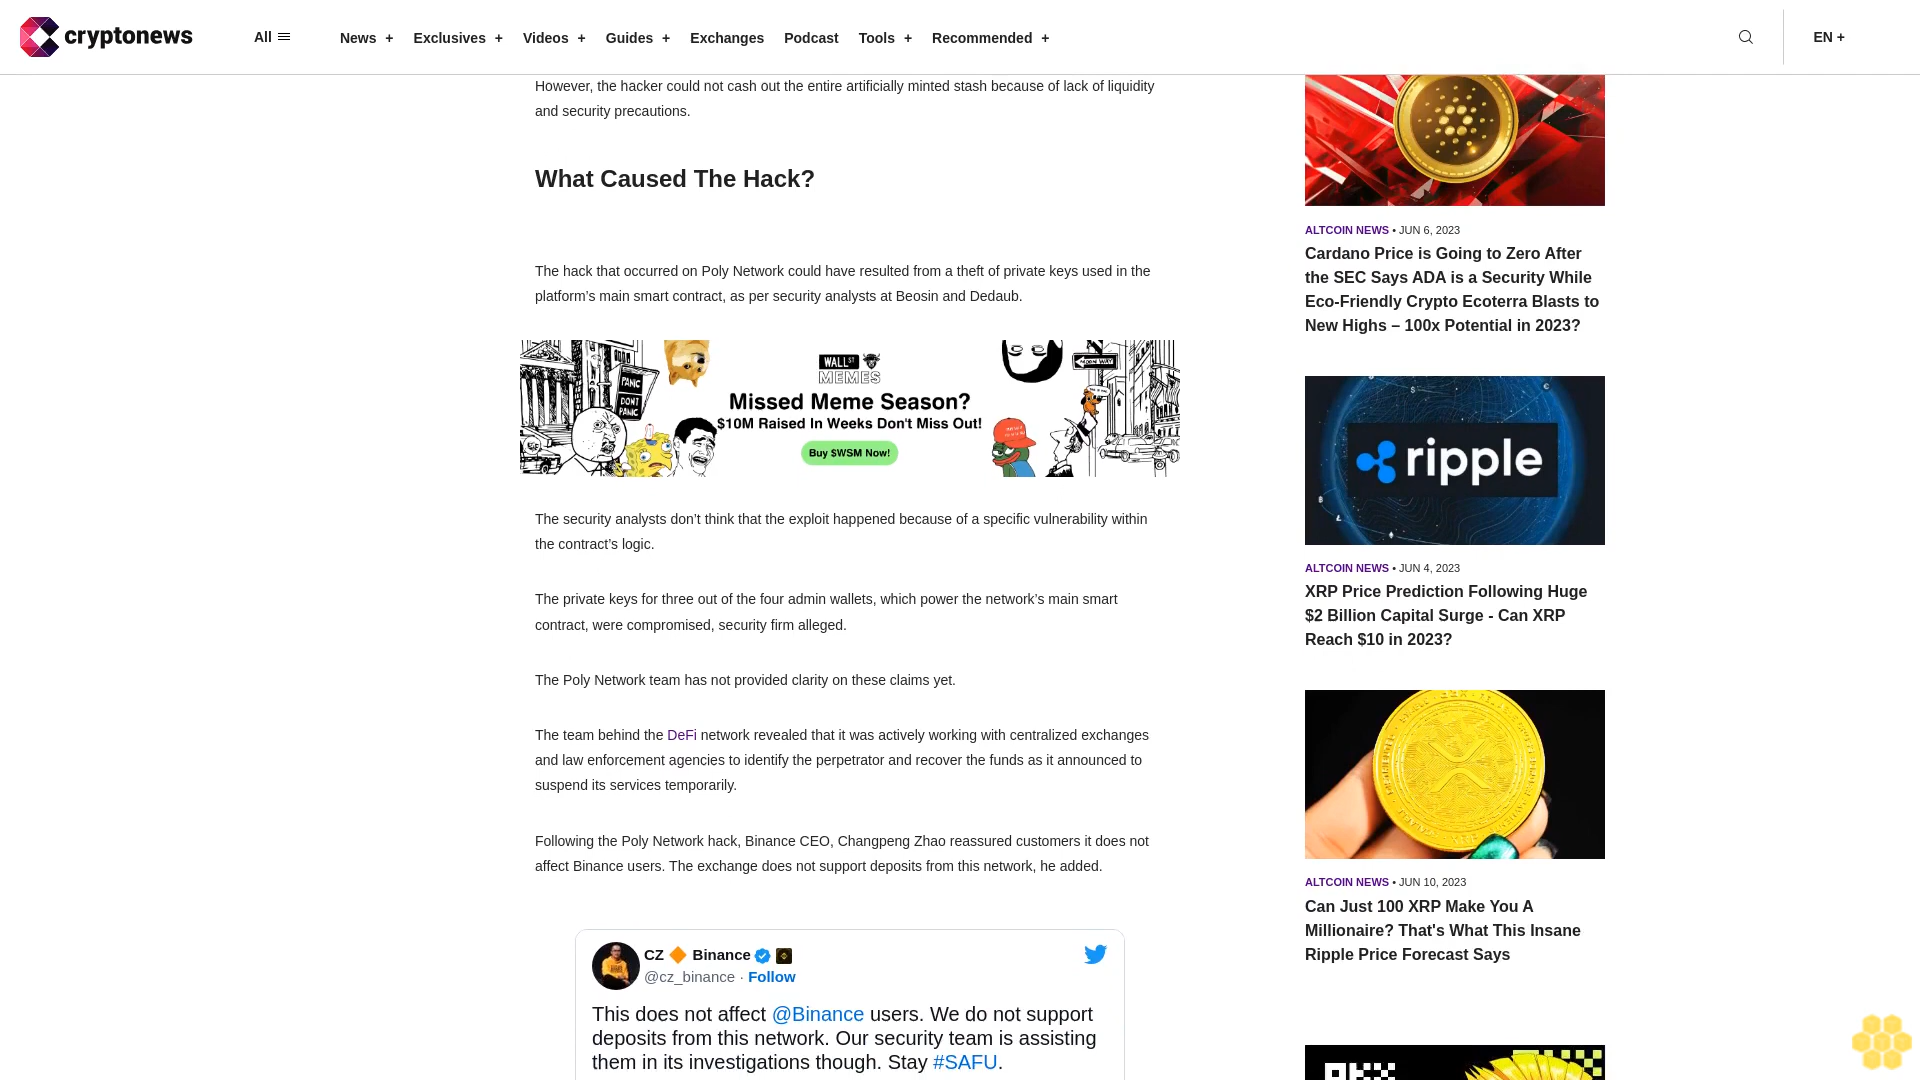 cryptonews
All
News +
Exclusives +
Videos +
Guides +
Exchanges
Podcast
Tools +
Recommended +
EN +
However, the hacker could not cash out the entire artificially minted stash because of lack of liquidity
and security precautions.
What Caused The Hack?
The hack that occurred on Poly Network could have resulted from a theft of private keys used in the
platform’s main smart contract, as per security analysts at Beosin and Dedaub.
PANIC
DONT
PANIC
WALL ST
MEMES
Missed Meme Season?
$10M Raised In Weeks Don't Miss Out!
Buy $WSM Now!
The security analysts don’t think that the exploit happened because of a specific vulnerability within
the contract’s logic.
The private keys for three out of the four admin wallets, which power the network’s main smart
contract, were compromised, security firm alleged.
The Poly Network team has not provided clarity on these claims yet.
The team behind the DeFi network revealed that it was actively working with centralized exchanges
and law enforcement agencies to identify the perpetrator and recover the funds as it announced to
suspend its services temporarily.
Following the Poly Network hack, Binance CEO, Changpeng Zhao reassured customers it does not
affect Binance users. The exchange does not support deposits from this network, he added.
CZ 🔶 Binance
@cz_binance · Follow
This does not affect @Binance users. We do not support
deposits from this network. Our security team is assisting
them in its investigations though. Stay #SAFU.
ALTCOIN NEWS • JUN 6, 2023
Cardano Price is Going to Zero After
the SEC Says ADA is a Security While
Eco-Friendly Crypto Ecoterra Blasts to
New Highs – 100x Potential in 2023?
ripple
ALTCOIN NEWS • JUN 4, 2023
XRP Price Prediction Following Huge
$2 Billion Capital Surge - Can XRP
Reach $10 in 2023?
ALTCOIN NEWS • JUN 10, 2023
Can Just 100 XRP Make You A
Millionaire? That's What This Insane
Ripple Price Forecast Says